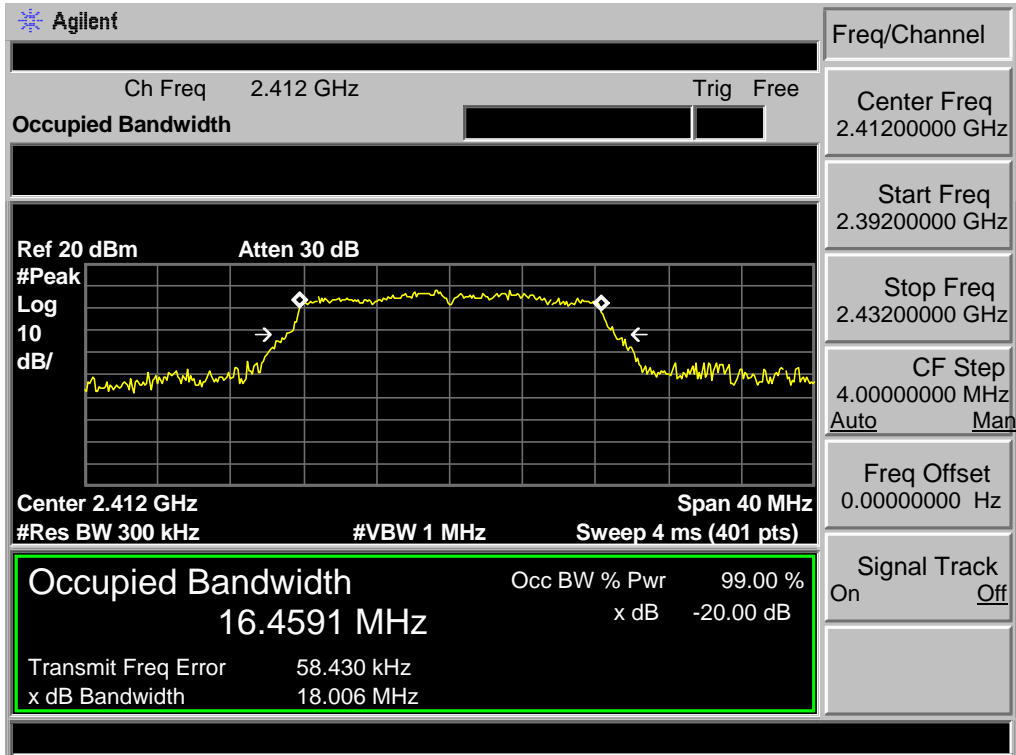 Agilent
Freq/Channel
Ch Freq 2.412 GHz Trig Free
Occupied Bandwidth
Center Freq
2.41200000 GHz
Start Freq
2.39200000 GHz
Stop Freq
2.43200000 GHz
CF Step
4.00000000 MHz
Auto Man
Freq Offset
0.00000000 Hz
Signal Track
On Off
Ref 20 dBm Atten 30 dB
#Peak
Log
10
dB/
Center 2.412 GHz Span 40 MHz
#Res BW 300 kHz #VBW 1 MHz Sweep 4 ms (401 pts)
Occupied Bandwidth Occ BW % Pwr 99.00 %
16.4591 MHz x dB -20.00 dB
Transmit Freq Error 58.430 kHz
x dB Bandwidth 18.006 MHz